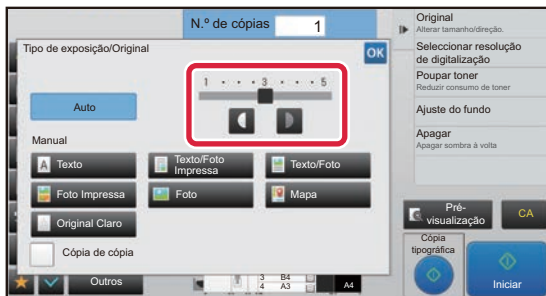 N.º de cópias 1
Tipo de exposição/Original
OK
1 · · · 3 · · · 5
Auto
Manual
A Texto
Texto/Foto
Impressa
Texto/Foto
Foto Impressa
Foto
Mapa
Original Claro
Cópia de cópia
Outros
3 B4
4 A3
A4
Original
Alterar tamanho/direção.
Seleccionar resolução
de digitalização
Poupar toner
Reduzir consumo de toner
Ajuste do fundo
Apagar
Apagar sombra à volta
Pré-
visualização
CA
Cópia
tipográfica
Iniciar